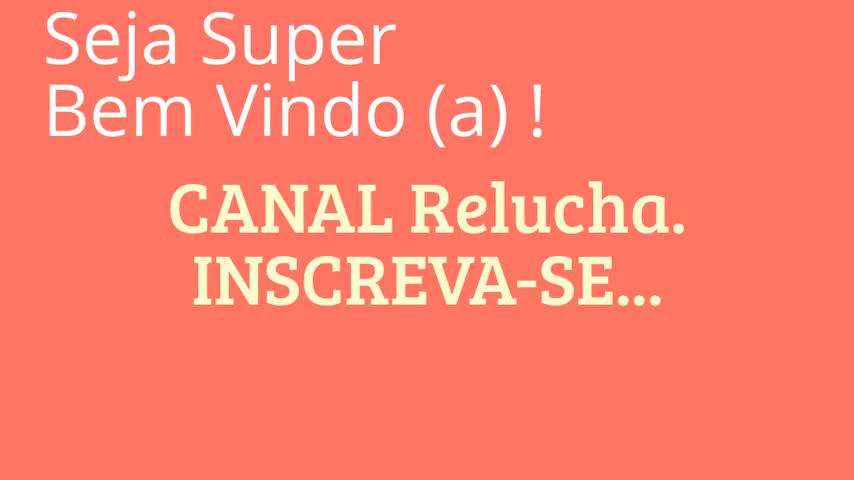 Seja Super
Bem Vindo (a) !
CANAL Relucha.
INSCREVA-SE...